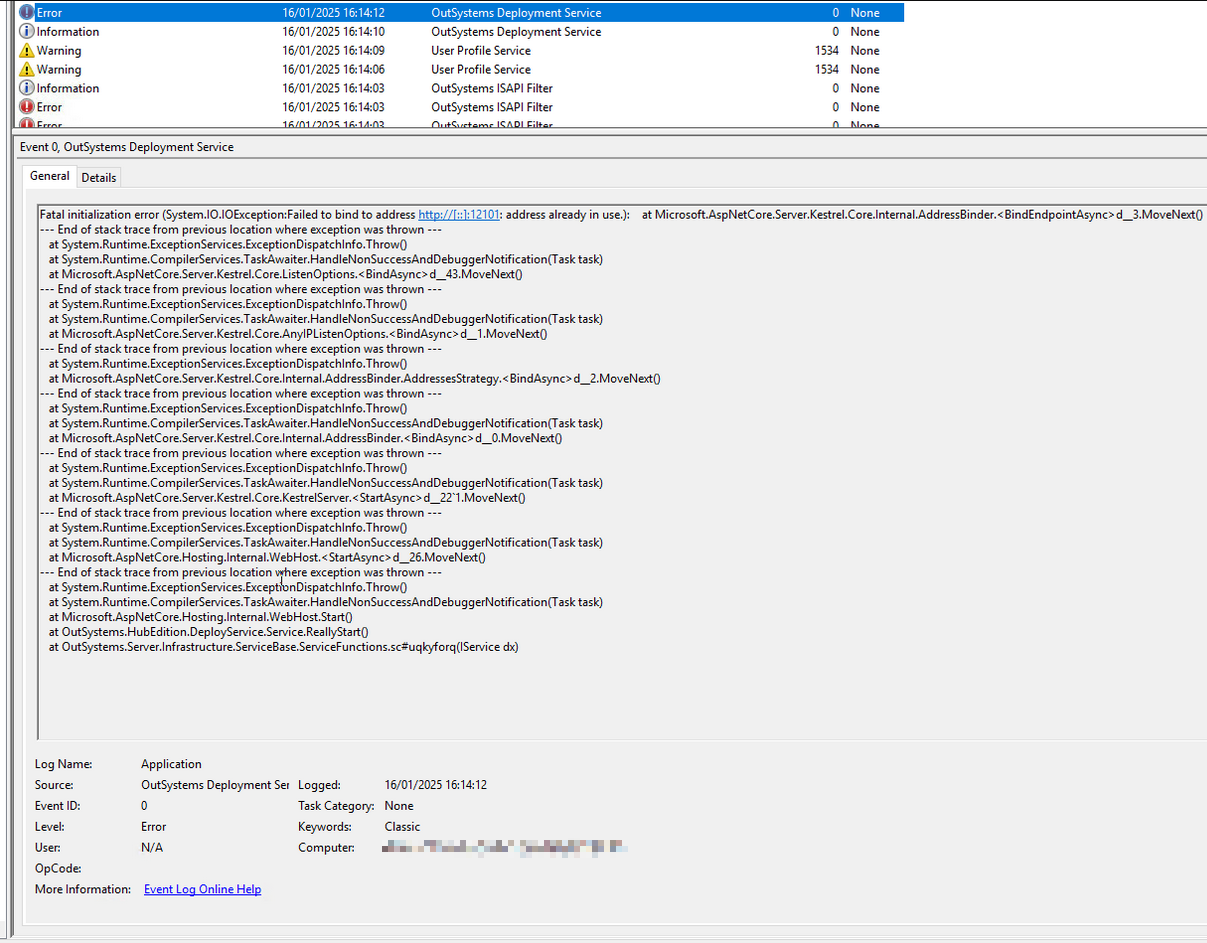 Error 16/01/2025 16:14:12 OutSystems Deployment Service 0 None
Information 16/01/2025 16:14:10 OutSystems Deployment Service 0 None
Warning 16/01/2025 16:14:09 User Profile Service 1534 None
Warning 16/01/2025 16:14:06 User Profile Service 1534 None
Information 16/01/2025 16:14:03 OutSystems ISAPI Filter 0 None
Error 16/01/2025 16:14:03 OutSystems ISAPI Filter 0 None
Error 16/01/2025 16:14:03 OutSystems ISAPI Filter 0 None
Event 0, OutSystems Deployment Service
General Details
Fatal initialization error (System.IO.IOException:Failed to bind to address http://[::]:12101: address already in use.): at Microsoft.AspNetCore.Server.Kestrel.Core.Internal.AddressBinder.<BindEndpointAsync>d__3.MoveNext()
--- End of stack trace from previous location where exception was thrown ---
at System.Runtime.ExceptionServices.ExceptionDispatchInfo.Throw()
at System.Runtime.CompilerServices.TaskAwaiter.HandleNonSuccessAndDebuggerNotification(Task task)
at Microsoft.AspNetCore.Server.Kestrel.Core.ListenOptions.<BindAsync>d__43.MoveNext()
--- End of stack trace from previous location where exception was thrown ---
at System.Runtime.ExceptionServices.ExceptionDispatchInfo.Throw()
at System.Runtime.CompilerServices.TaskAwaiter.HandleNonSuccessAndDebuggerNotification(Task task)
at Microsoft.AspNetCore.Server.Kestrel.Core.AnyIPListenOptions.<BindAsync>d__1.MoveNext()
--- End of stack trace from previous location where exception was thrown ---
at System.Runtime.ExceptionServices.ExceptionDispatchInfo.Throw()
at Microsoft.AspNetCore.Server.Kestrel.Core.Internal.AddressBinder.AddressesStrategy.<BindAsync>d__2.MoveNext()
--- End of stack trace from previous location where exception was thrown ---
at System.Runtime.ExceptionServices.ExceptionDispatchInfo.Throw()
at System.Runtime.CompilerServices.TaskAwaiter.HandleNonSuccessAndDebuggerNotification(Task task)
at Microsoft.AspNetCore.Server.Kestrel.Core.Internal.AddressBinder.<BindAsync>d__0.MoveNext()
--- End of stack trace from previous location where exception was thrown ---
at System.Runtime.ExceptionServices.ExceptionDispatchInfo.Throw()
at System.Runtime.CompilerServices.TaskAwaiter.HandleNonSuccessAndDebuggerNotification(Task task)
at Microsoft.AspNetCore.Server.Kestrel.Core.KestrelServer.<StartAsync>d__22`1.MoveNext()
--- End of stack trace from previous location where exception was thrown ---
at System.Runtime.ExceptionServices.ExceptionDispatchInfo.Throw()
at System.Runtime.CompilerServices.TaskAwaiter.HandleNonSuccessAndDebuggerNotification(Task task)
at Microsoft.AspNetCore.Hosting.Internal.WebHost.<StartAsync>d__26.MoveNext()
--- End of stack trace from previous location where exception was thrown ---
at System.Runtime.ExceptionServices.ExceptionDispatchInfo.Throw()
at System.Runtime.CompilerServices.TaskAwaiter.HandleNonSuccessAndDebuggerNotification(Task task)
at Microsoft.AspNetCore.Hosting.Internal.WebHost.Start()
at OutSystems.HubEdition.DeployService.Service.ReallyStart()
at OutSystems.Server.Infrastructure.ServiceBase.ServiceFunctions.sc#uqkyforq(IService dx)
Log Name: Application
Source: OutSystems Deployment Ser Logged: 16/01/2025 16:14:12
Event ID: 0 Task Category: None
Level: Error Keywords: Classic
User: N/A Computer:
OpCode:
More Information: Event Log Online Help